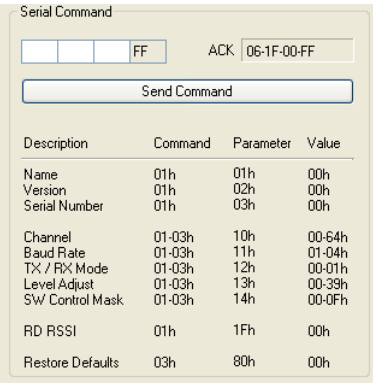 Serial Command
FF ACK 06-1F-00-FF
Send Command
Description Command Parameter Value
Name 01h 01h 00h
Version 01h 02h 00h
Serial Number 01h 03h 00h
Channel 01-03h 10h 00-64h
Baud Rate 01-03h 11h 01-04h
TX / RX Mode 01-03h 12h 00-01h
Level Adjust 01-03h 13h 00-39h
SW Control Mask 01-03h 14h 00-0Fh
RD RSSI 01h 1Fh 00h
Restore Defaults 03h 80h 00h